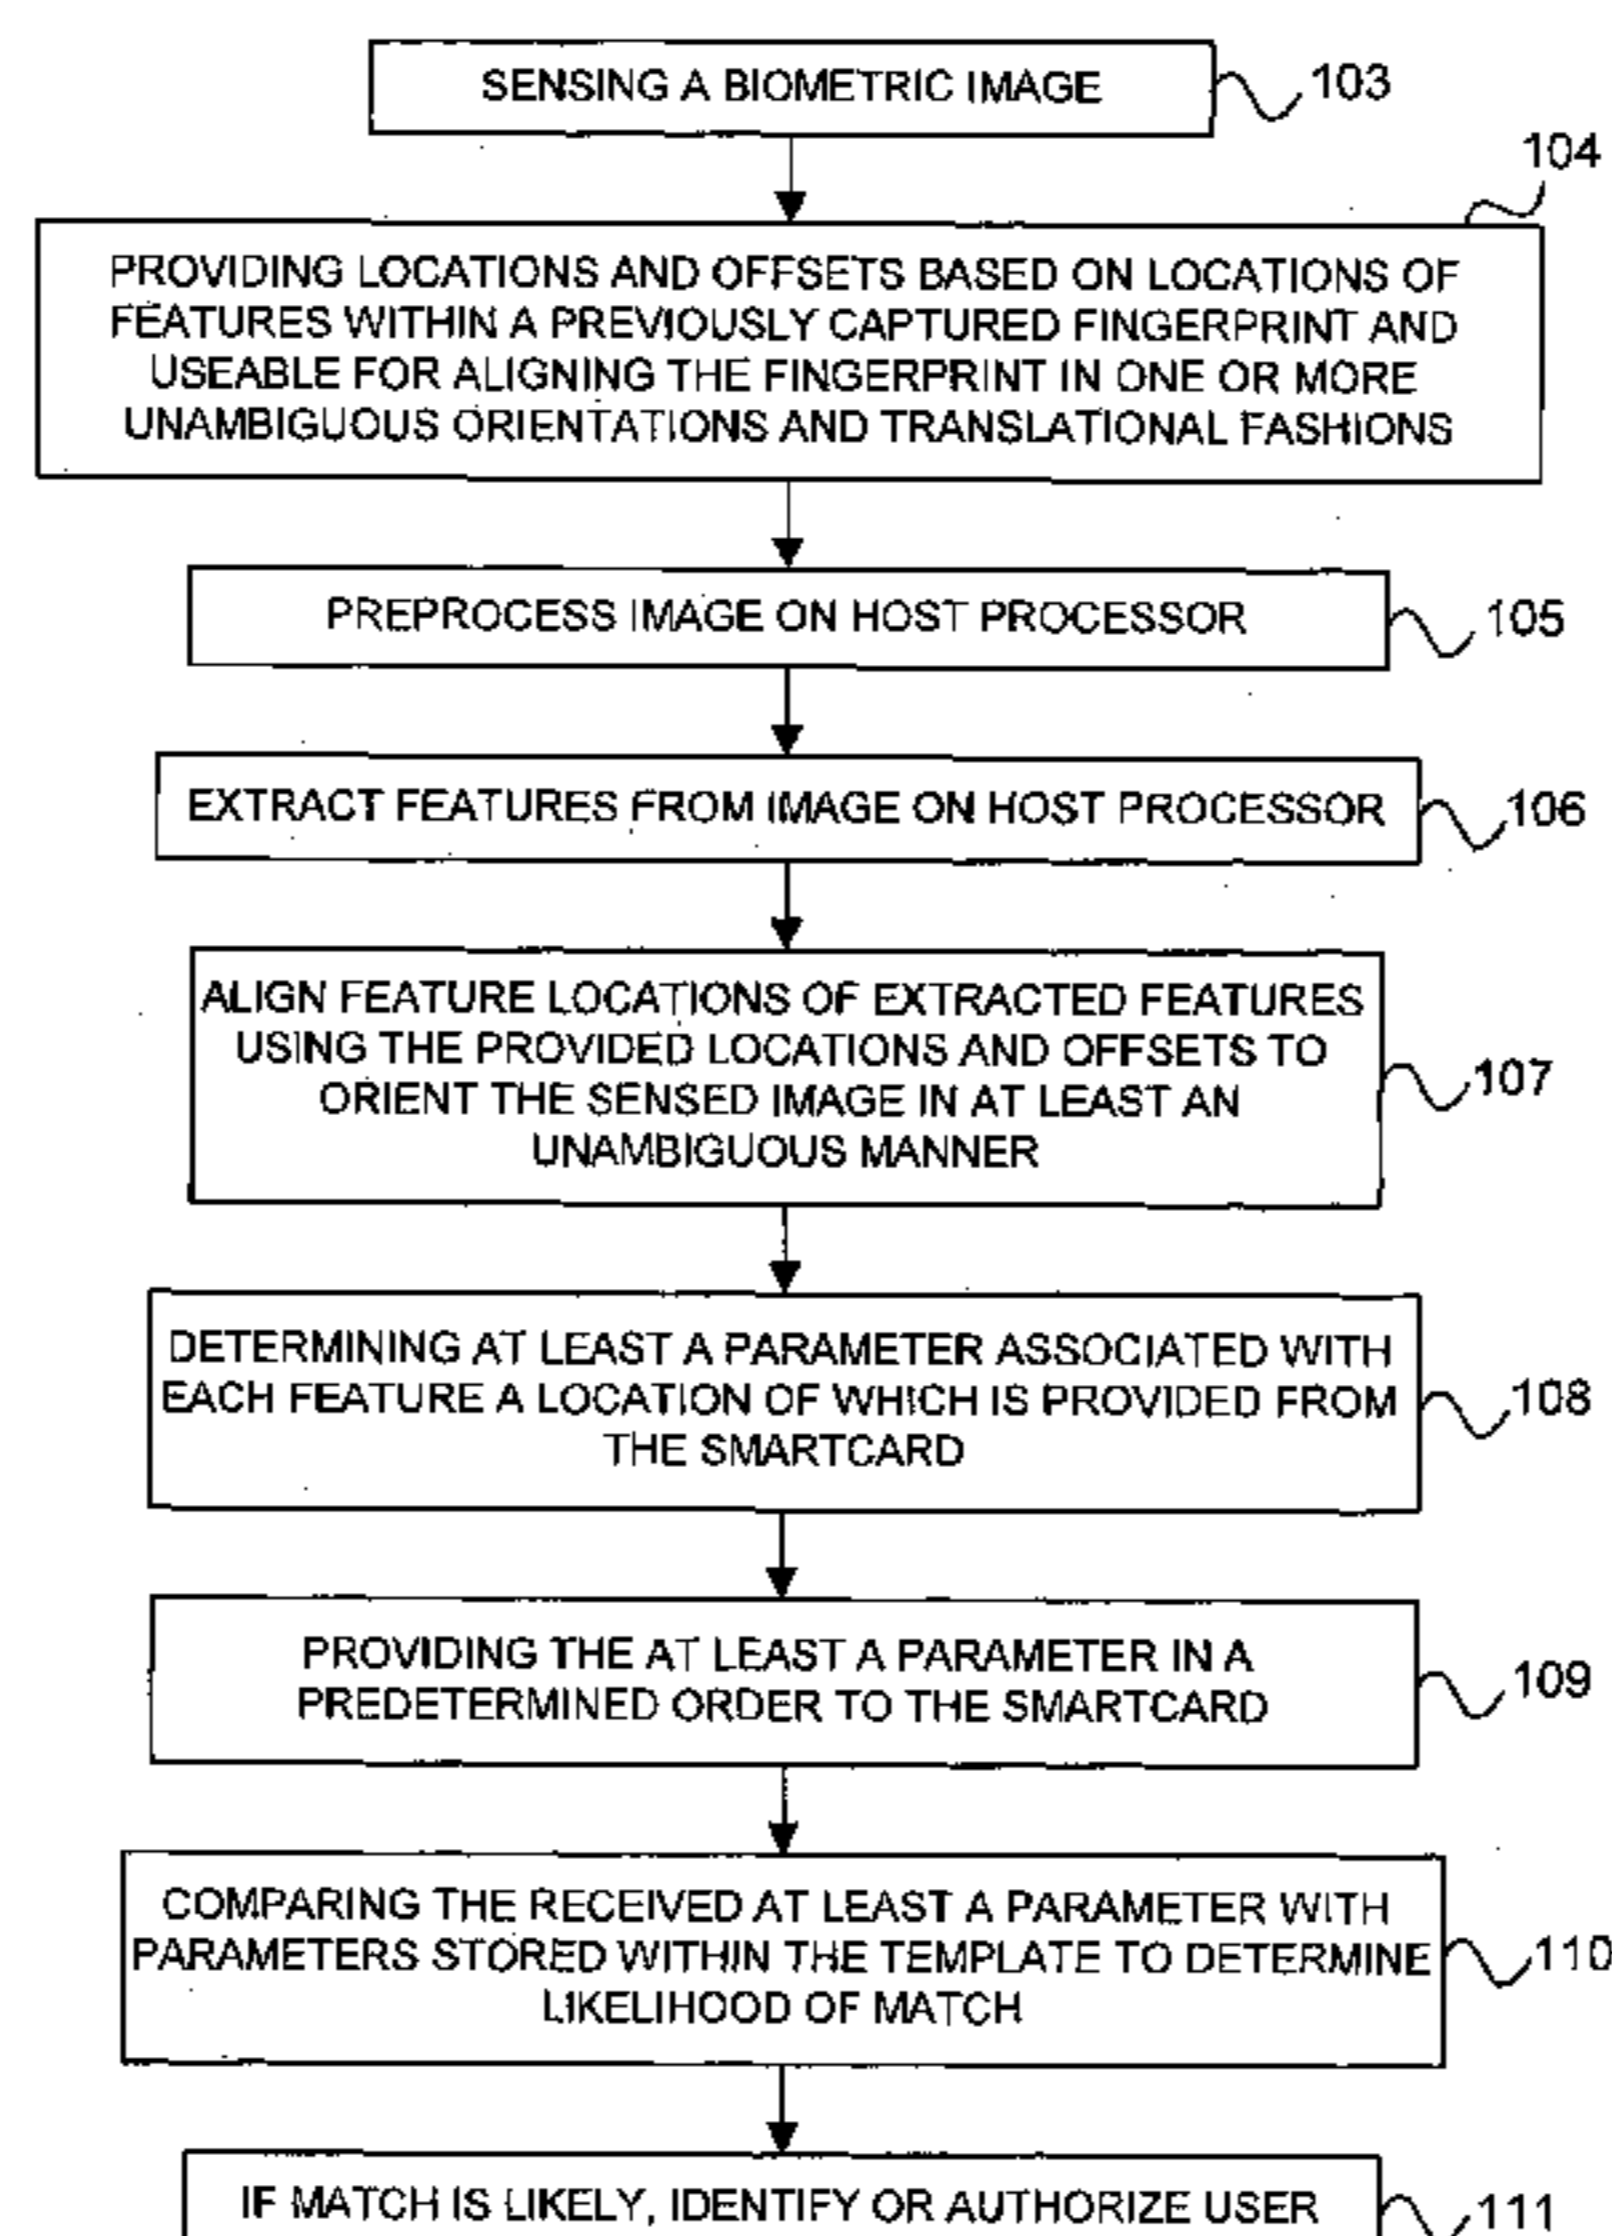 SENSING A BIOMETRIC IMAGE
103
104
PROVIDING LOCATIONS AND OFFSETS BASED ON LOCATIONS OF
FEATURES WITHIN A PREVIOUSLY CAPTURED FINGERPRINT AND
USEABLE FOR ALIGNING THE FINGERPRINT IN ONE OR MORE
UNAMBIGUOUS ORIENTATIONS AND TRANSLATIONAL FASHIONS
PREPROCESS IMAGE ON HOST PROCESSOR
105
EXTRACT FEATURES FROM IMAGE ON HOST PROCESSOR
106
ALIGN FEATURE LOCATIONS OF EXTRACTED FEATURES
USING THE PROVIDED LOCATIONS AND OFFSETS TO
ORIENT THE SENSED IMAGE IN AT LEAST AN
UNAMBIGUOUS MANNER
107
DETERMINING AT LEAST A PARAMETER ASSOCIATED WITH
EACH FEATURE A LOCATION OF WHICH IS PROVIDED FROM
THE SMARTCARD
108
PROVIDING THE AT LEAST A PARAMETER IN A
PREDETERMINED ORDER TO THE SMARTCARD
109
COMPARING THE RECEIVED AT LEAST A PARAMETER WITH
PARAMETERS STORED WITHIN THE TEMPLATE TO DETERMINE
LIKELIHOOD OF MATCH
110
IF MATCH IS LIKELY, IDENTIFY OR AUTHORIZE USER
111